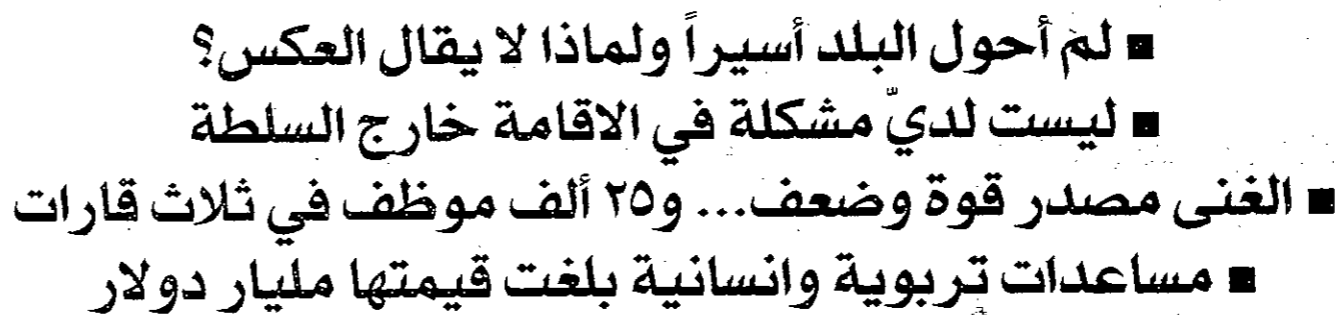 ■ لم أحول البلد أسيراً ولماذا لا يقال العكس؟
■ ليست لديّ مشكلة في الاقامة خارج السلطة
■ الغنى مصدر قوة وضعف... و٢٥ ألف موظف في ثلاث قارات
■ مساعدات تربوية وانسانية بلغت قيمتها مليار دولار